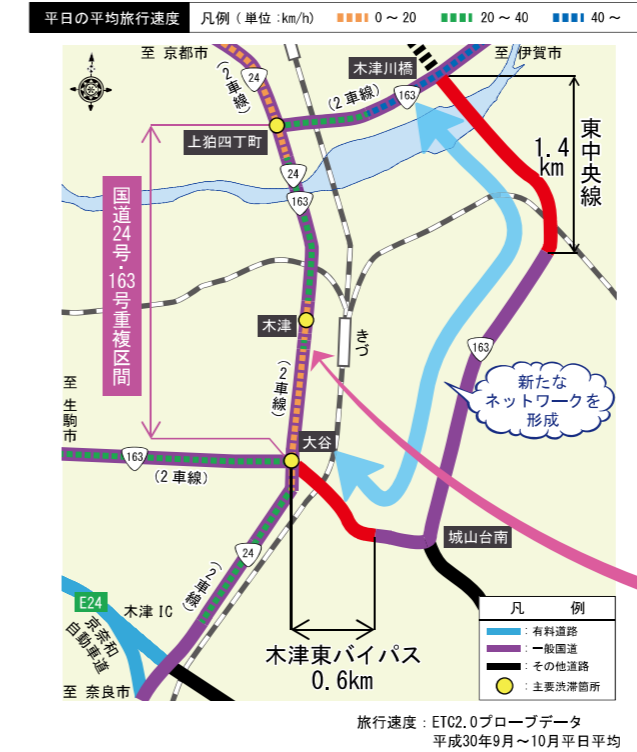 平日の平均旅行速度 凡例(単位:km/h) 0～20 20～40 40～
至 京都市
木津川橋
至 伊賀市
24
(2車線)
(2車線)
163
上狛四丁町
東中央線
1.4km
24
163
国道24号・163号重複区間
木津
きづ
163
(2車線)
新たな
ネットワークを
形成
至 生駒市
大谷
163
(2車線)
城山台南
24
(2車線)
E24
木津IC
京奈和
自動車道
木津東バイパス
0.6km
至 奈良市
凡例
:有料道路
:一般国道
:その他道路
:主要渋滞箇所
旅行速度:ETC2.0プローブデータ
平成30年9月～10月平日平均